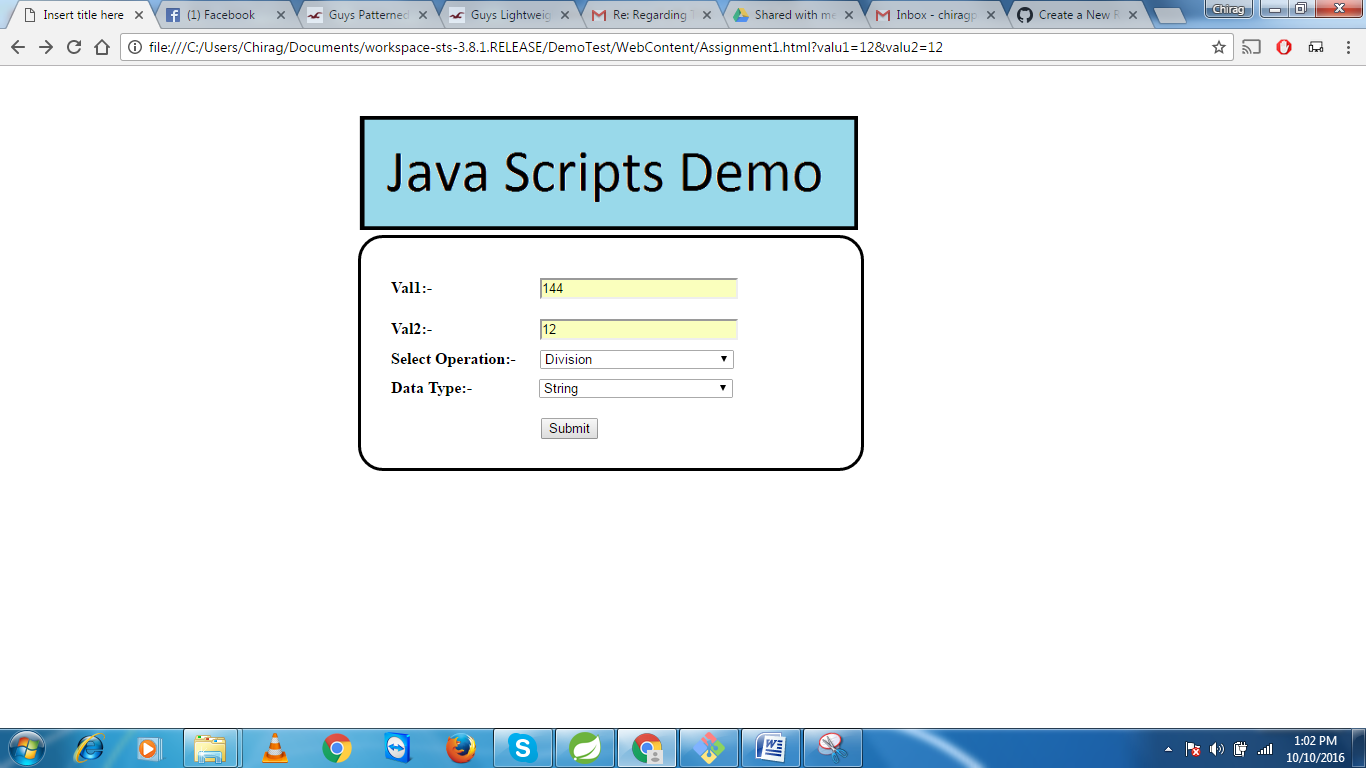 Insert title here
(1) Facebook
Guys Patterned
Guys Lightweig
Re: Regarding
Shared with me
Inbox - chiragp
Create a New
Chirag
file:///C:/Users/Chirag/Documents/workspace-sts-3.8.1.RELEASE/DemoTest/WebContent/Assignment1.html?valu1=12&valu2=12
Java Scripts Demo
Val1:- 144
Val2:- 12
Select Operation:- Division
Data Type:- String
Submit
1:02 PM
10/10/2016